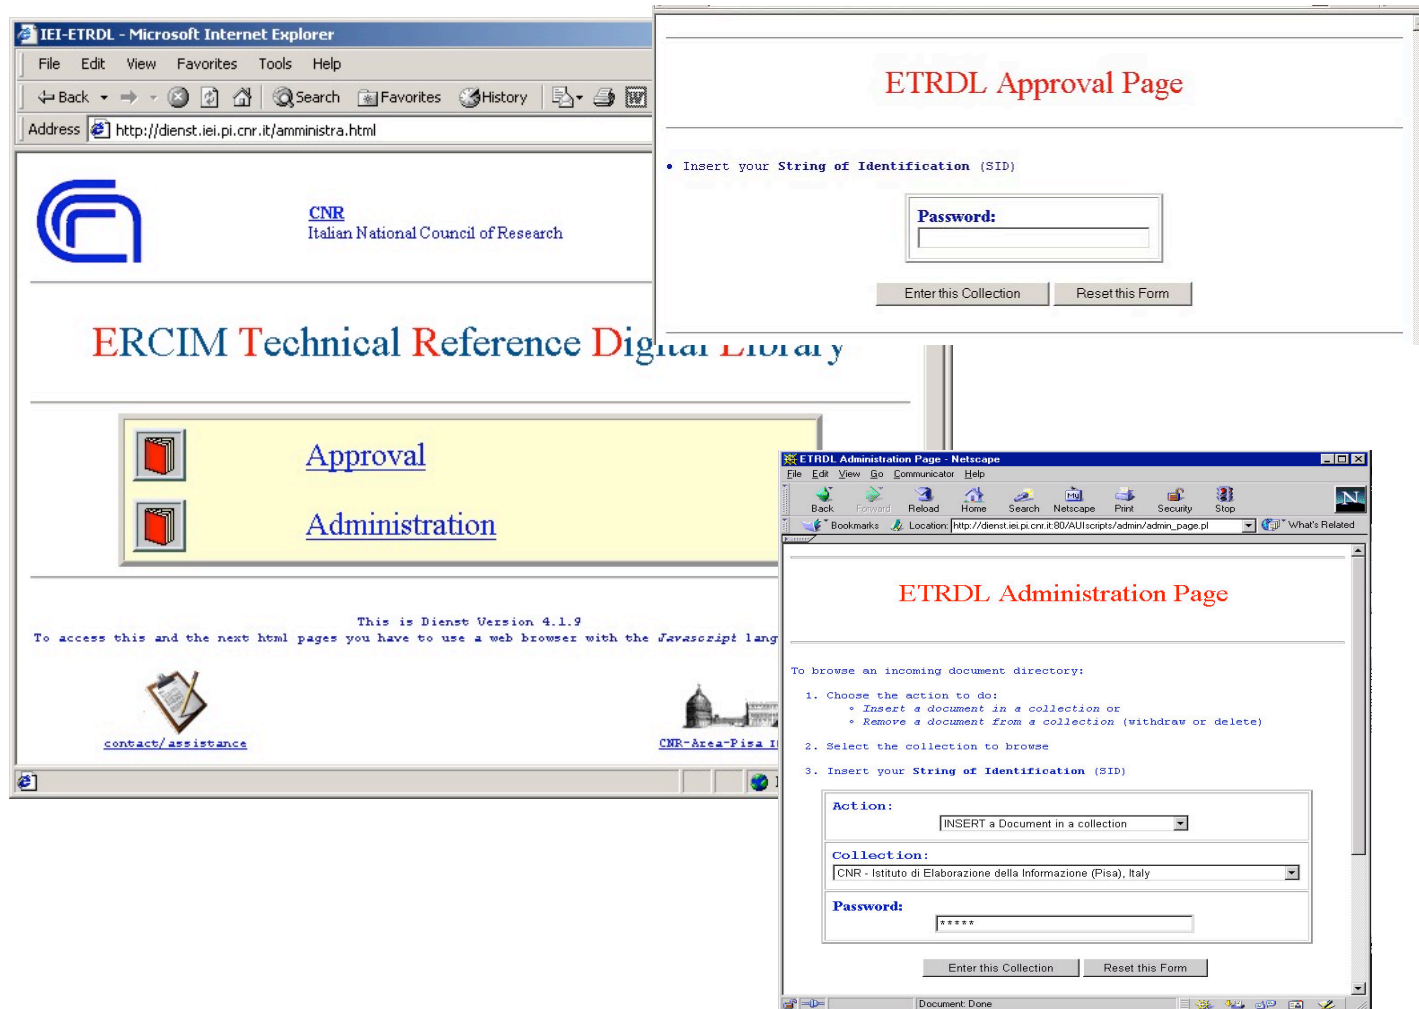 IEI-ETRDL - Microsoft Internet Explorer
File Edit View Favorites Tools Help
Back Search Favorites History
Address http://dienst.iei.pi.cnr.it/amministra.html
CNR
Italian National Council of Research
ERCIM Technical Reference Digital Library
Approval
Administration
This is Dienst Version 4.1.9
To access this and the next html pages you have to use a web browser with the Javascript lang
contact/assistance
CNR-Area-Pisa
ETRDL Approval Page
• Insert your String of Identification (SID)
Password:
Enter this Collection Reset this Form
ETRDL Administration Page - Netscape
File Edit View Go Communicator Help
Back Forward Reload Home Search Netscape Print Security Stop
N
Bookmarks Location: http://dienst.iei.pi.cnr.it:80/AUIscripts/admin/admin_page.pl What's Related
ETRDL Administration Page
To browse an incoming document directory:
1. Choose the action to do:
◦ Insert a document in a collection or
◦ Remove a document from a collection (withdraw or delete)
2. Select the collection to browse
3. Insert your String of Identification (SID)
Action:
INSERT a Document in a collection
Collection:
CNR - Istituto di Elaborazione della Informazione (Pisa), Italy
Password:
*****
Enter this Collection Reset this Form
Document: Done